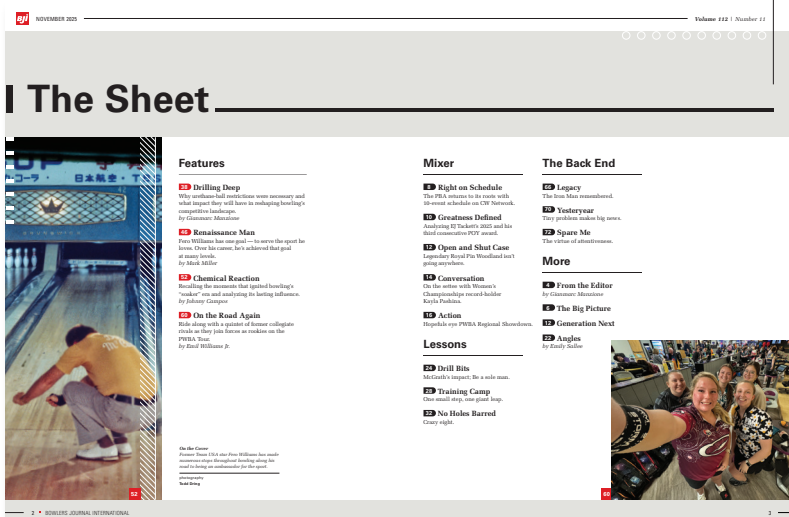 BJI
NOVEMBER 2025
Volume 112 | Number 11
The Sheet
コーラ・
日本航空・TOS
Features
39 Drilling Deep
Why urethane-ball restrictions were necessary and
what impact they will have in reshaping bowling's
competitive landscape.
by Gianmarc Manzione
46 Renaissance Man
Fero Williams has one goal — to serve the sport he
loves. Over his career, he's achieved that goal
at many levels.
by Mark Miller
52 Chemical Reaction
Recalling the moments that ignited bowling's
"soaker" era and analyzing its lasting influence.
by Johnny Campos
60 On the Road Again
Ride along with a quintet of former collegiate
rivals as they join forces as rookies on the
PWBA Tour.
by Emil Williams Jr.
On the Cover
Former Team USA star Fero Williams has made
numerous stops throughout bowling along his
road to being an ambassador for the sport.
photography
Todd Ewing
Mixer
8 Right on Schedule
The PBA returns to its roots with
10-event schedule on CW Network.
10 Greatness Defined
Analyzing EJ Tackett's 2025 and his
third consecutive POY award.
12 Open and Shut Case
Legendary Royal Pin Woodland isn't
going anywhere.
14 Conversation
On the settee with Women's
Championships record-holder
Kayla Pashina.
16 Action
Hopefuls eye PWBA Regional Showdown.
Lessons
24 Drill Bits
McGrath's impact; Be a sole man.
28 Training Camp
One small step, one giant leap.
32 No Holes Barred
Crazy eight.
The Back End
66 Legacy
The Iron Man remembered.
70 Yesteryear
Tiny problem makes big news.
72 Spare Me
The virtue of attentiveness.
More
4 From the Editor
by Gianmarc Manzione
6 The Big Picture
12 Generation Next
22 Angles
by Emily Sallee
52
60
2 • BOWLERS JOURNAL INTERNATIONAL
3